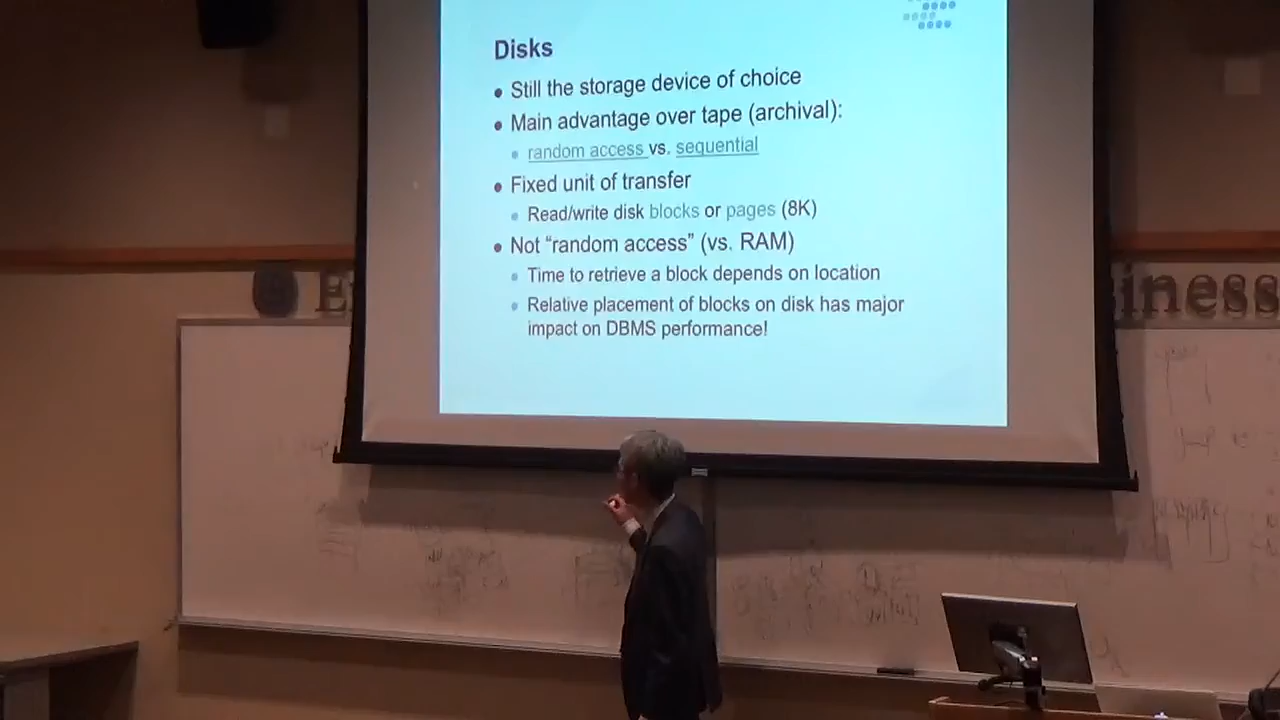 Disks
• Still the storage device of choice
• Main advantage over tape (archival):
• random access vs. sequential
• Fixed unit of transfer
• Read/write disk blocks or pages (8K)
• Not “random access” (vs. RAM)
• Time to retrieve a block depends on location
• Relative placement of blocks on disk has major
impact on DBMS performance!
iness